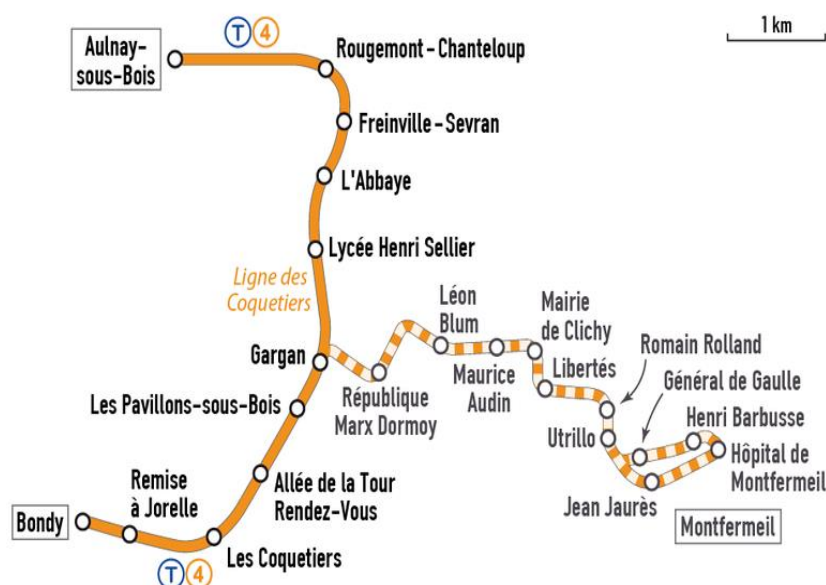 T 4
1 km
Aulnay-
sous-Bois
Rougemont – Chanteloup
Freinville – Sevran
L'Abbaye
Lycée Henri Sellier
Ligne des
Coquetiers
Léon
Blum
Mairie
de Clichy
Romain Rolland
Gargan
Maurice
Audin
Libertés
Général de Gaulle
République
Marx Dormoy
Les Pavillons-sous-Bois
Utrillo
Henri Barbusse
Hôpital de
Montfermeil
Remise
à Jorelle
Allée de la Tour
Rendez-Vous
Jean Jaurès
Montfermeil
Bondy
Les Coquetiers
T 4